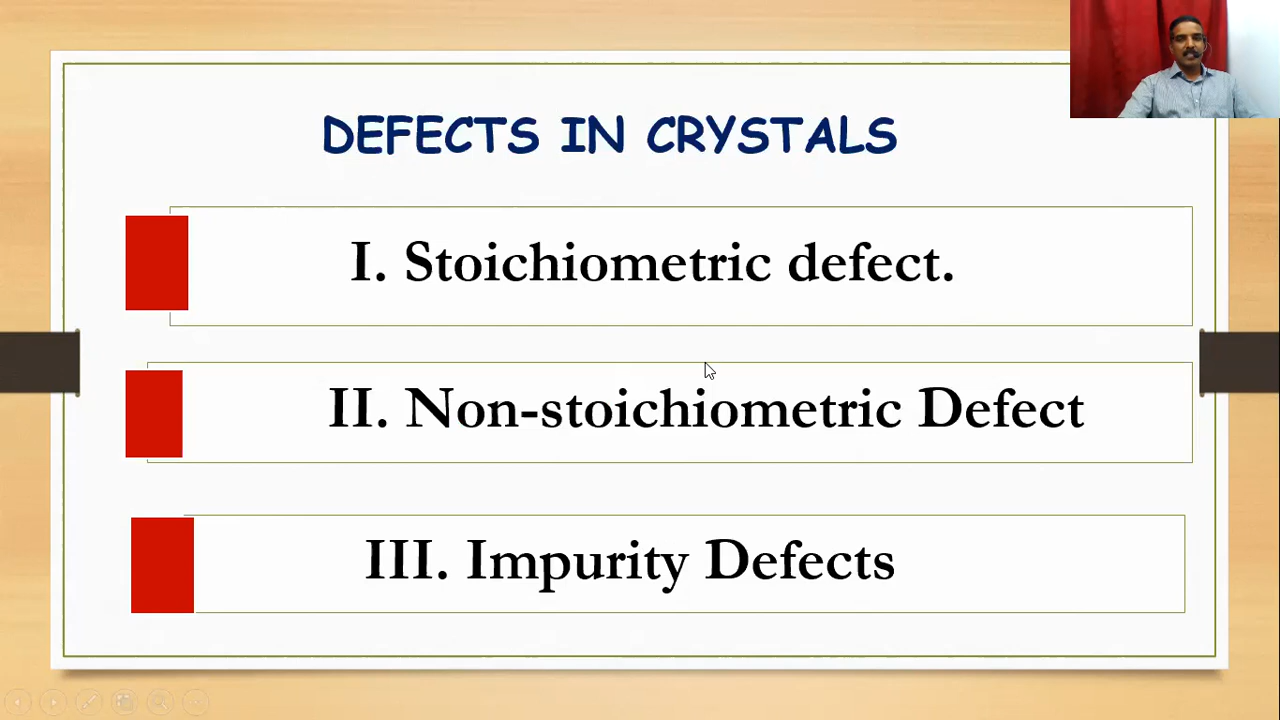 DEFECTS IN CRYSTALS
I. Stoichiometric defect.
II. Non-stoichiometric Defect
III. Impurity Defects